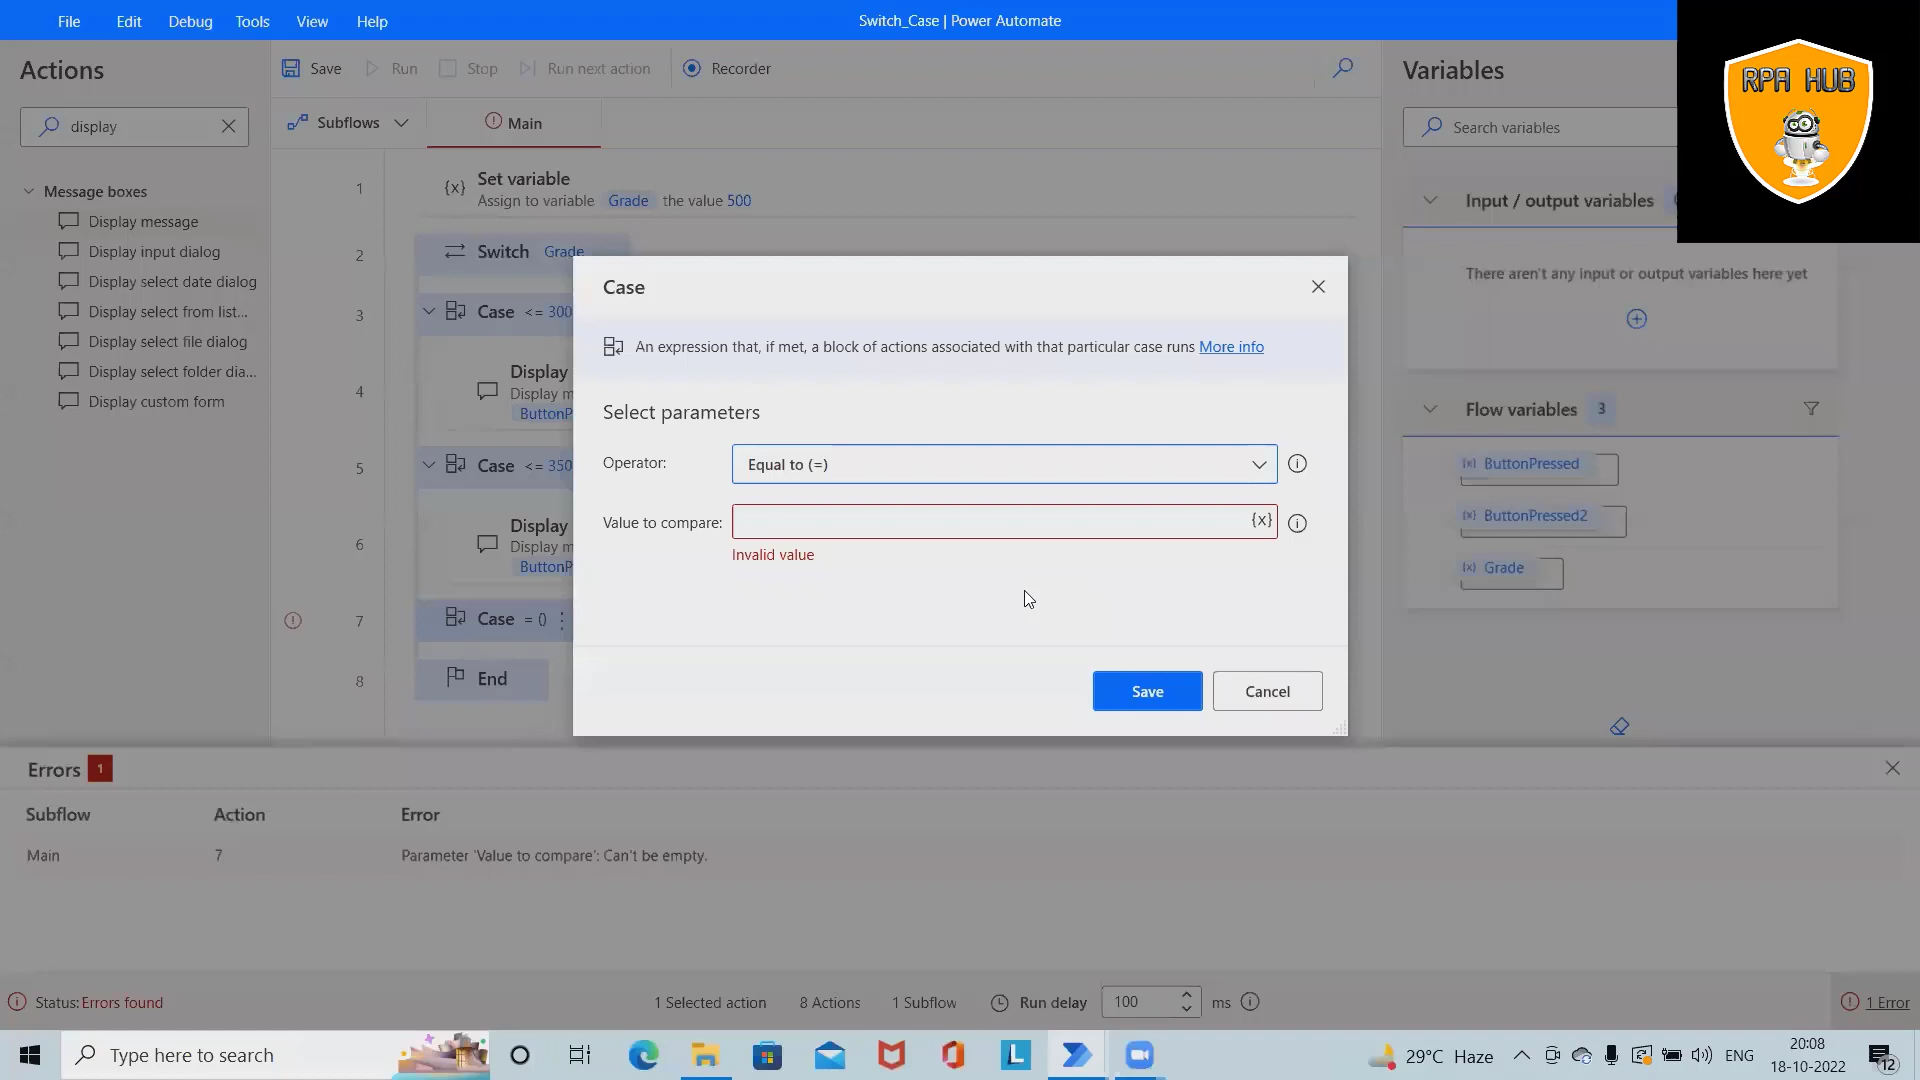 File Edit Debug Tools View Help
Switch_Case | Power Automate
RPA HUB
Actions
display
Message boxes
Display message
Display input dialog
Display select date dialog
Display select from list...
Display select file dialog
Display select folder dia...
Display custom form
Save Run Stop Run next action Recorder
Subflows Main
1 {x} Set variable
Assign to variable Grade the value 500
2 Switch Grade
3 Case <= 300
4 Display
Display m
ButtonP
5 Case <= 350
6 Display
Display m
ButtonP
7 Case = ()
8 End
Case
An expression that, if met, a block of actions associated with that particular case runs More info
Select parameters
Operator: Equal to (=)
Value to compare: {x}
Invalid value
Save Cancel
Variables
Search variables
Input / output variables
There aren't any input or output variables here yet
Flow variables 3
{x} ButtonPressed
{x} ButtonPressed2
{x} Grade
Errors 1
Subflow Action Error
Main 7 Parameter 'Value to compare': Can't be empty.
Status: Errors found 1 Selected action 8 Actions 1 Subflow Run delay 100 ms 1 Error
Type here to search
L
29°C Haze
ENG
20:08
18-10-2022
12